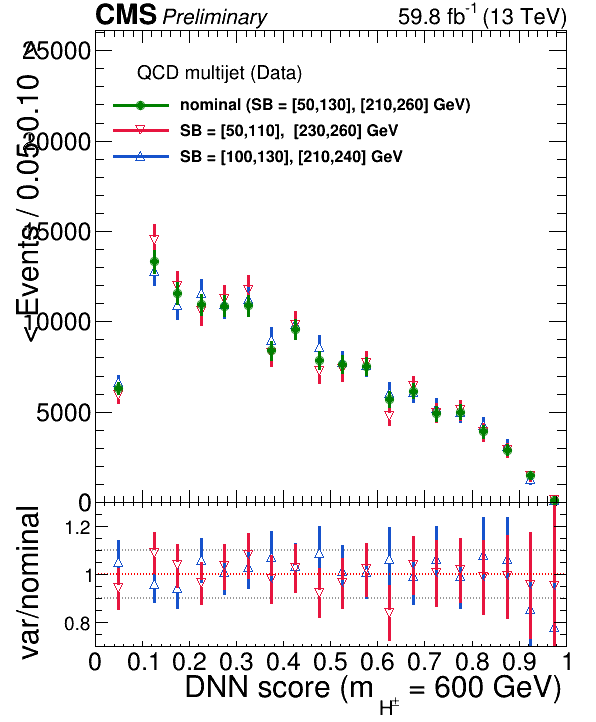 CMS Preliminary 59.8 fb⁻¹ (13 TeV)
< Events / 0.05-0.10 >
25000
20000
15000
10000
5000
0
QCD multijet (Data)
nominal (SB = [50,130], [210,260] GeV)
SB = [50,110], [230,260] GeV
SB = [100,130], [210,240] GeV
var/nominal
1.2
1
0.8
0 0.1 0.2 0.3 0.4 0.5 0.6 0.7 0.8 0.9 1
DNN score (m_H± = 600 GeV)